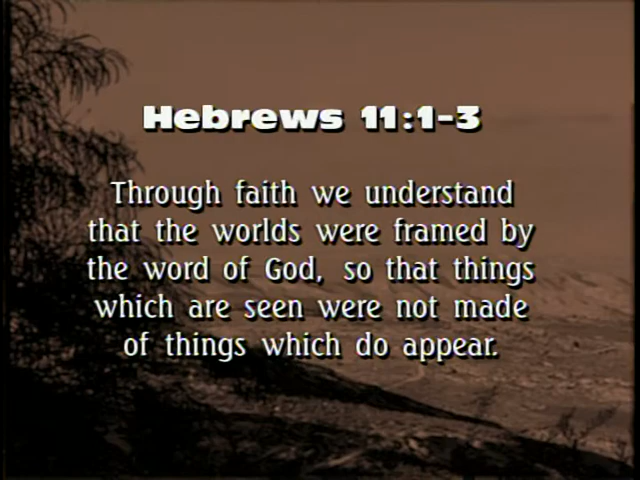 Hebrews 11:1-3
Through faith we understand
that the worlds were framed by
the word of God, so that things
which are seen were not made
of things which do appear.